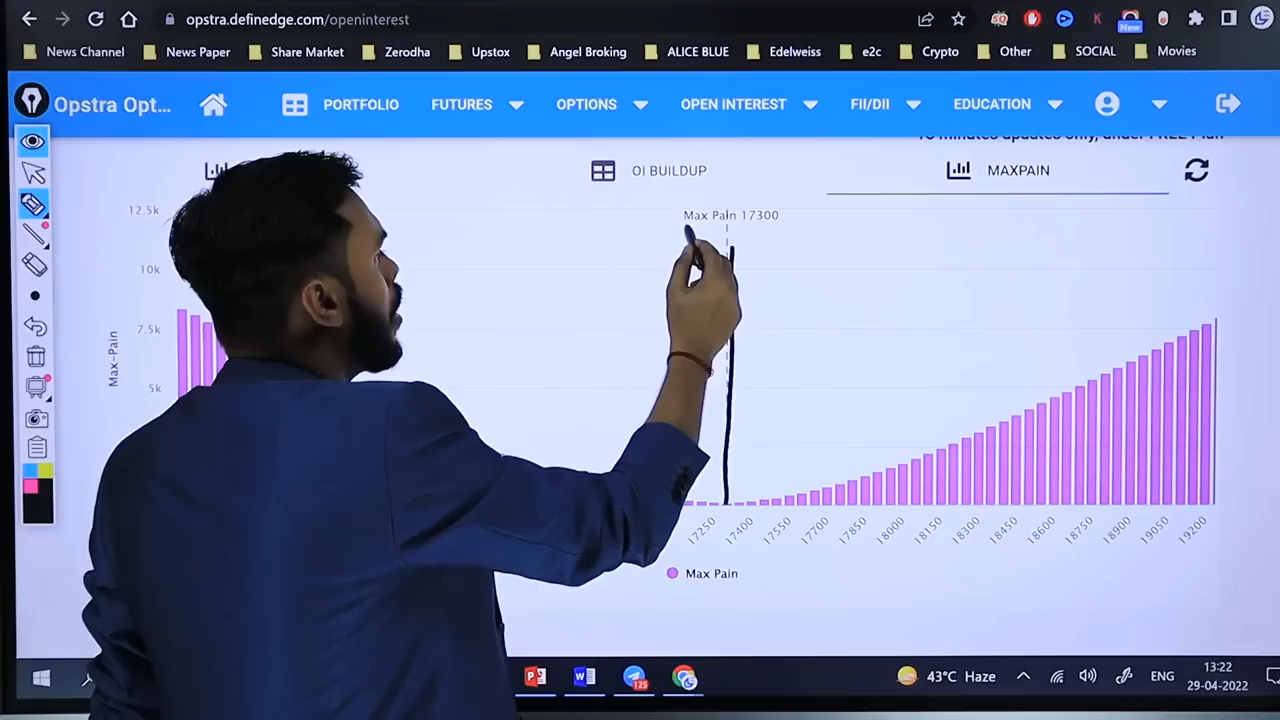 opstra.definedge.com/openinterest
New
News Channel News Paper Share Market Zerodha Upstox Angel Broking ALICE BLUE Edelweiss e2c Crypto Other SOCIAL Movies
Opstra Opt... PORTFOLIO FUTURES OPTIONS OPEN INTEREST FII/DII EDUCATION
OI BUILDUP MAXPAIN
Max Pain 17300
12.5k
10k
7.5k
5k
Max-Pain
17250 17400 17550 17700 17850 18000 18150 18300 18450 18600 18750 18900 19050 19200
Max Pain
125
43°C Haze ENG 13:22
29-04-2022